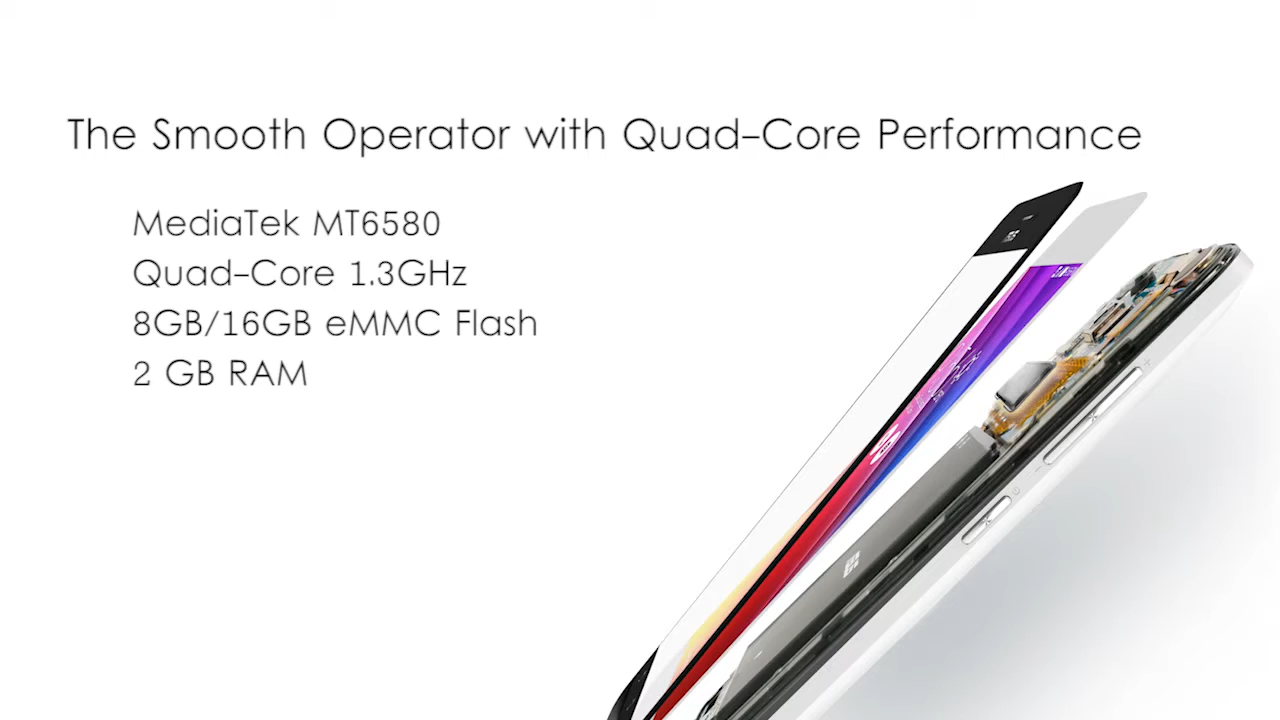 The Smooth Operator with Quad-Core Performance
MediaTek MT6580
Quad-Core 1.3GHz
8GB/16GB eMMC Flash
2 GB RAM